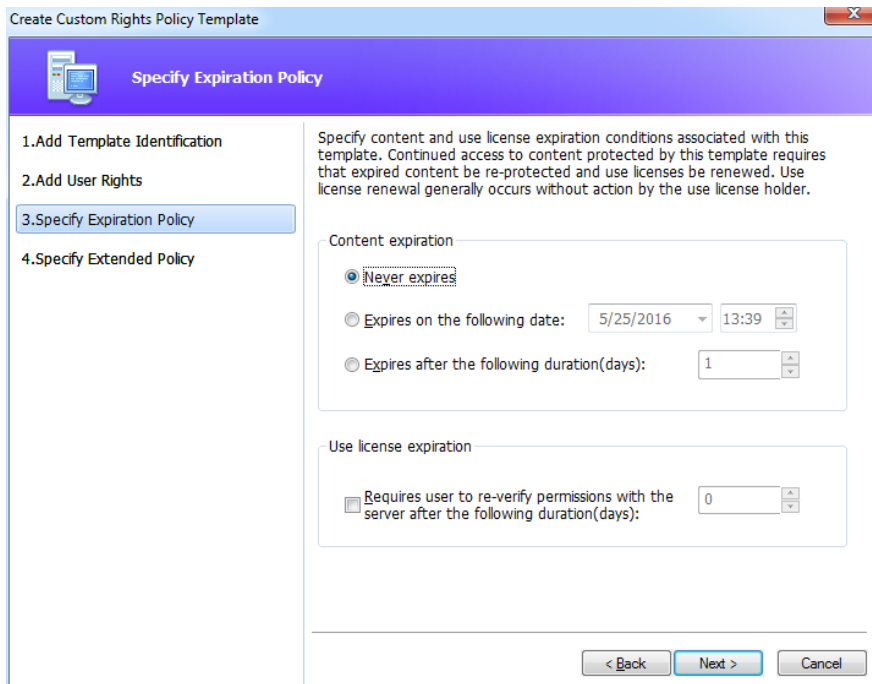 Create Custom Rights Policy Template
Specify Expiration Policy
1.Add Template Identification
2.Add User Rights
3.Specify Expiration Policy
4.Specify Extended Policy
Specify content and use license expiration conditions associated with this
template. Continued access to content protected by this template requires
that expired content be re-protected and use licenses be renewed. Use
license renewal generally occurs without action by the use license holder.
Content expiration
Never expires
Expires on the following date: 5/25/2016 13:39
Expires after the following duration(days): 1
Use license expiration
Requires user to re-verify permissions with the 0
server after the following duration(days):
< Back Next > Cancel